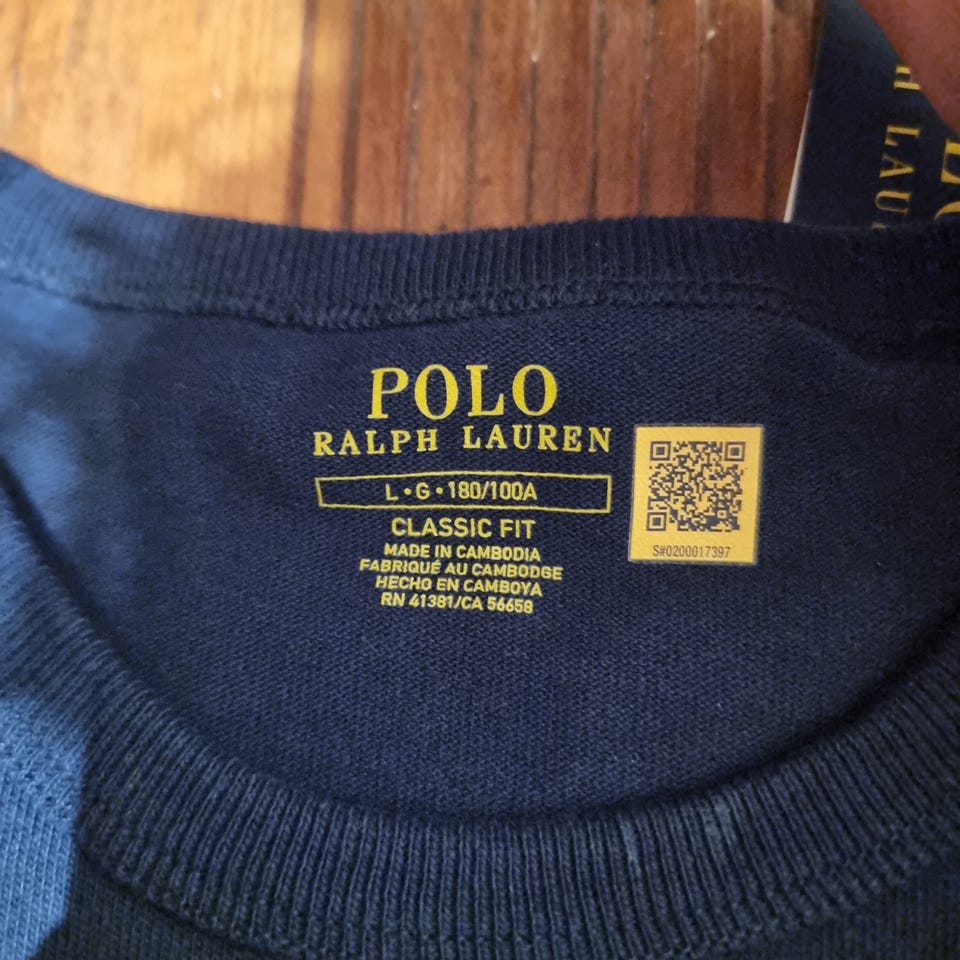 POLO
RALPH LAUREN
L • G • 180/100A
CLASSIC FIT
MADE IN CAMBODIA
FABRIQUÉ AU CAMBODGE
HECHO EN CAMBOYA
RN 41381/CA 56658
S#0200017397
LAU